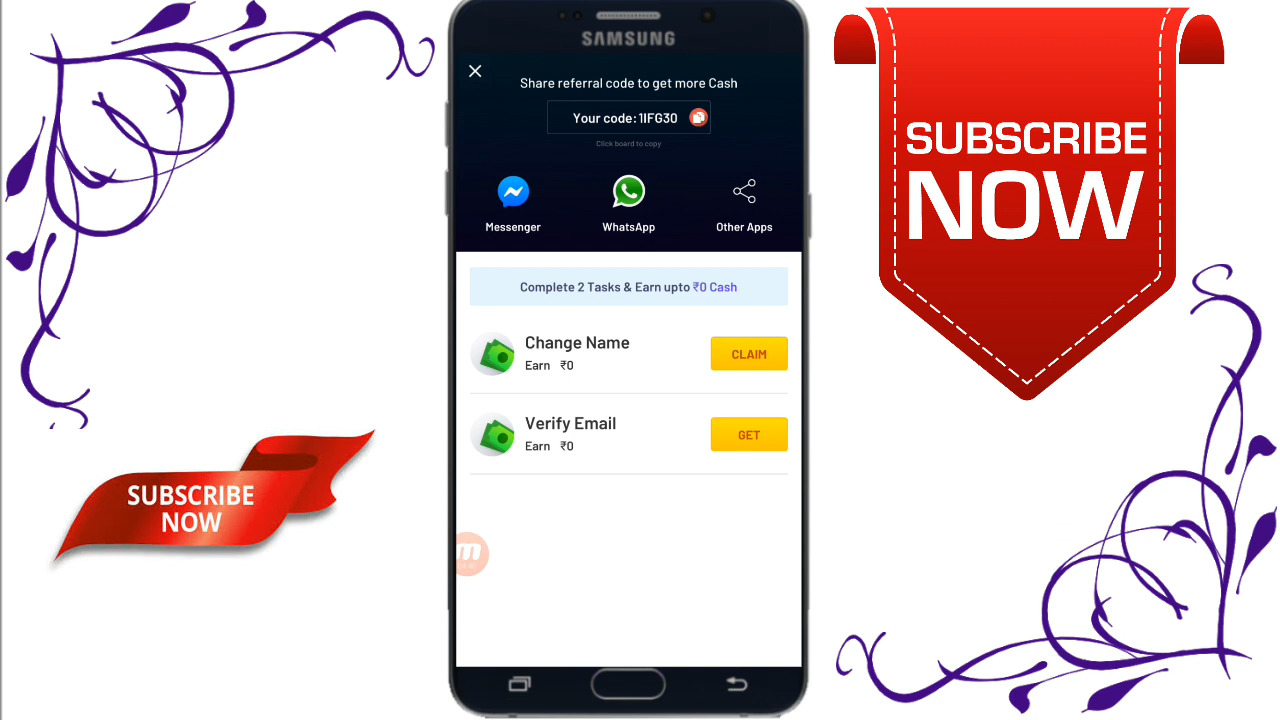 SAMSUNG
Share referral code to get more Cash
Your code: 1IFG30
Click board to copy
Messenger
WhatsApp
Other Apps
Complete 2 Tasks & Earn upto ₹0 Cash
Change Name
Earn ₹0
CLAIM
Verify Email
Earn ₹0
GET
SUBSCRIBE
NOW
SUBSCRIBE
NOW